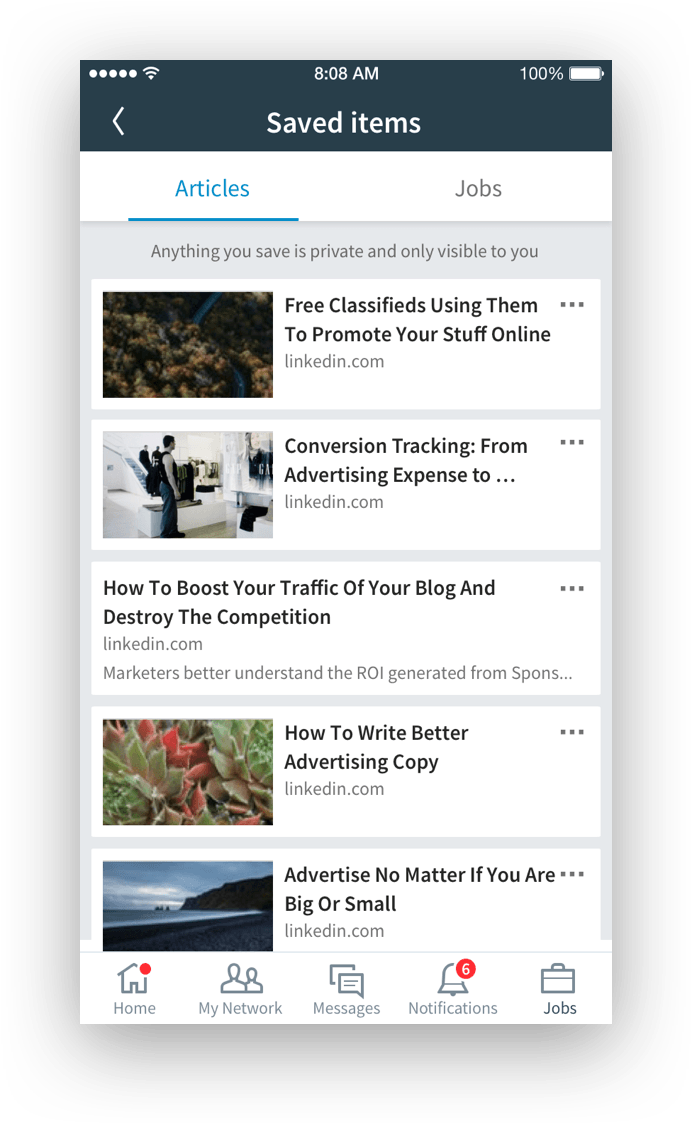 8:08 AM 100%
Saved items
Articles Jobs
Anything you save is private and only visible to you
Free Classifieds Using Them
To Promote Your Stuff Online
linkedin.com
Conversion Tracking: From
Advertising Expense to ...
linkedin.com
How To Boost Your Traffic Of Your Blog And
Destroy The Competition
linkedin.com
Marketers better understand the ROI generated from Spons...
How To Write Better
Advertising Copy
linkedin.com
Advertise No Matter If You Are
Big Or Small
linkedin.com
6
Home My Network Messages Notifications Jobs